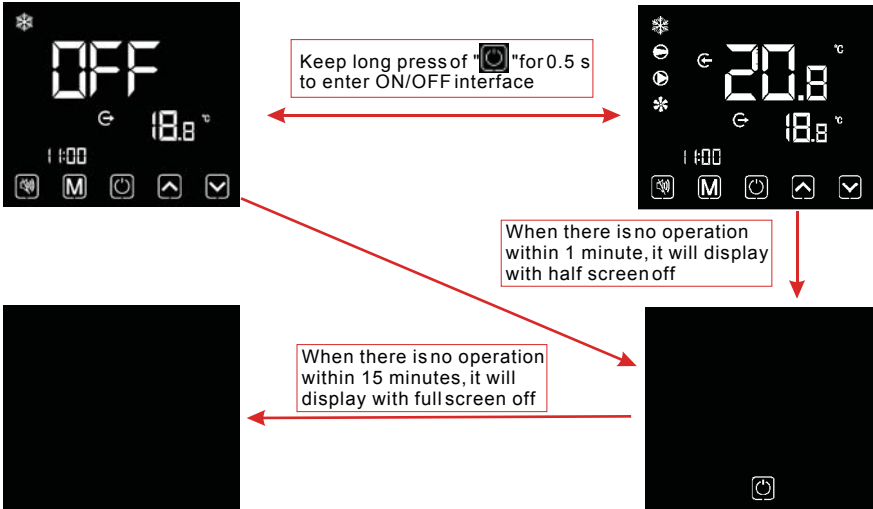 OFF
18.8 ℃
11:00
M
Keep long press of " "for 0.5 s
to enter ON/OFF interface
20.8 ℃
18.8 ℃
11:00
M
When there is no operation
within 1 minute, it will display
with half screen off
When there is no operation
within 15 minutes, it will
display with full screen off